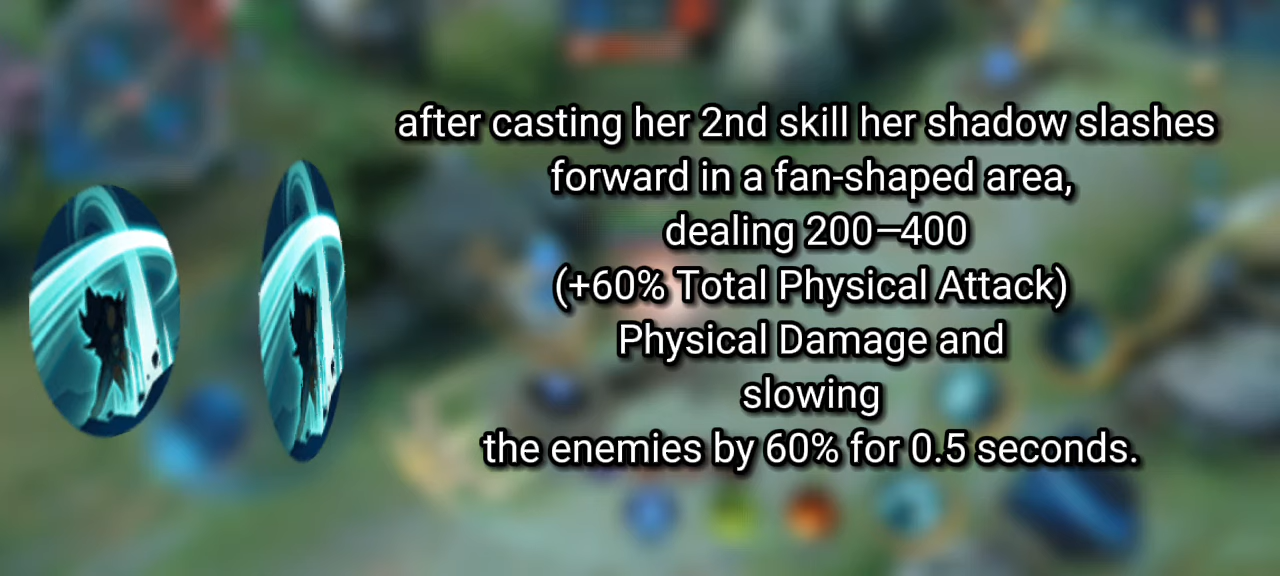 after casting her 2nd skill her shadow slashes
forward in a fan-shaped area,
dealing 200–400
(+60% Total Physical Attack)
Physical Damage and
slowing
the enemies by 60% for 0.5 seconds.